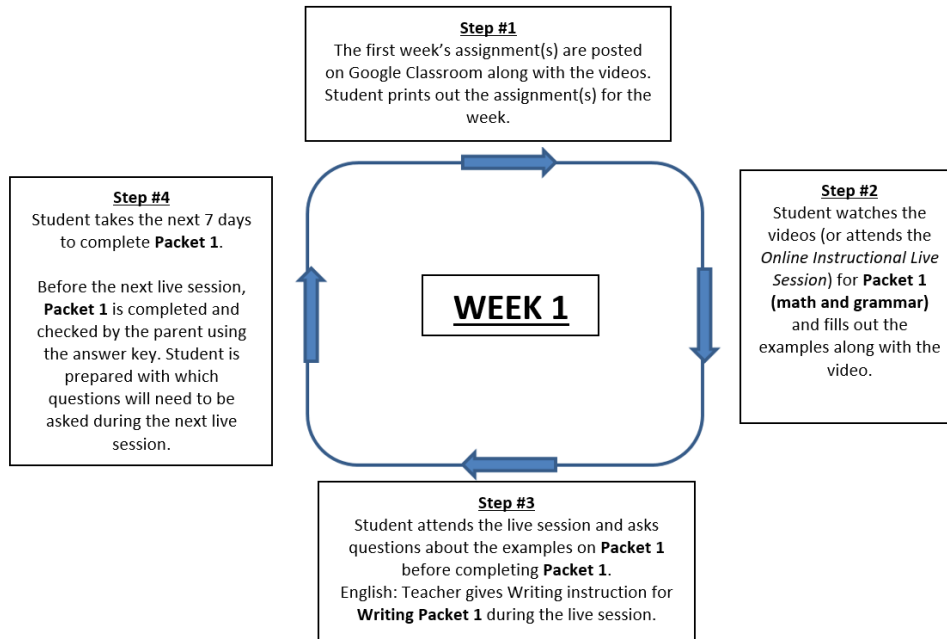 Step #1
The first week’s assignment(s) are posted
on Google Classroom along with the videos.
Student prints out the assignment(s) for the
week.
Step #2
Student watches the
videos (or attends the
Online Instructional Live
Session) for Packet 1
(math and grammar)
and fills out the
examples along with the
video.
Step #3
Student attends the live session and asks
questions about the examples on Packet 1
before completing Packet 1.
English: Teacher gives Writing instruction for
Writing Packet 1 during the live session.
Step #4
Student takes the next 7 days
to complete Packet 1.
Before the next live session,
Packet 1 is completed and
checked by the parent using
the answer key. Student is
prepared with which
questions will need to be
asked during the next live
session.
WEEK 1